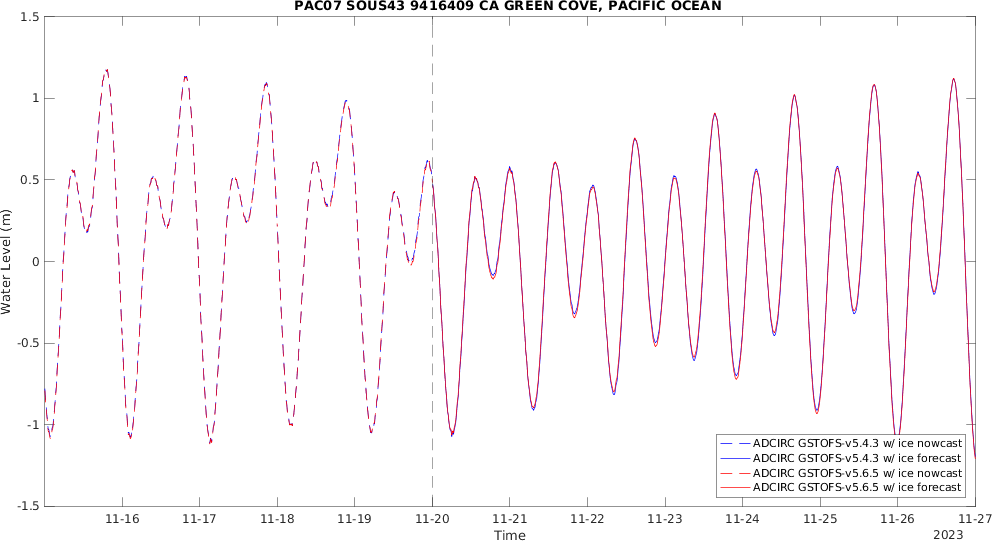 PAC07 SOUS43 9416409 CA GREEN COVE, PACIFIC OCEAN
Water Level (m)
1.5
1
0.5
0
-0.5
-1
-1.5
ADCIRC GSTOFS-v5.4.3 w/ ice nowcast
ADCIRC GSTOFS-v5.4.3 w/ ice forecast
ADCIRC GSTOFS-v5.6.5 w/ ice nowcast
ADCIRC GSTOFS-v5.6.5 w/ ice forecast
11-16 11-17 11-18 11-19 11-20 11-21 11-22 11-23 11-24 11-25 11-26 11-27
Time
2023